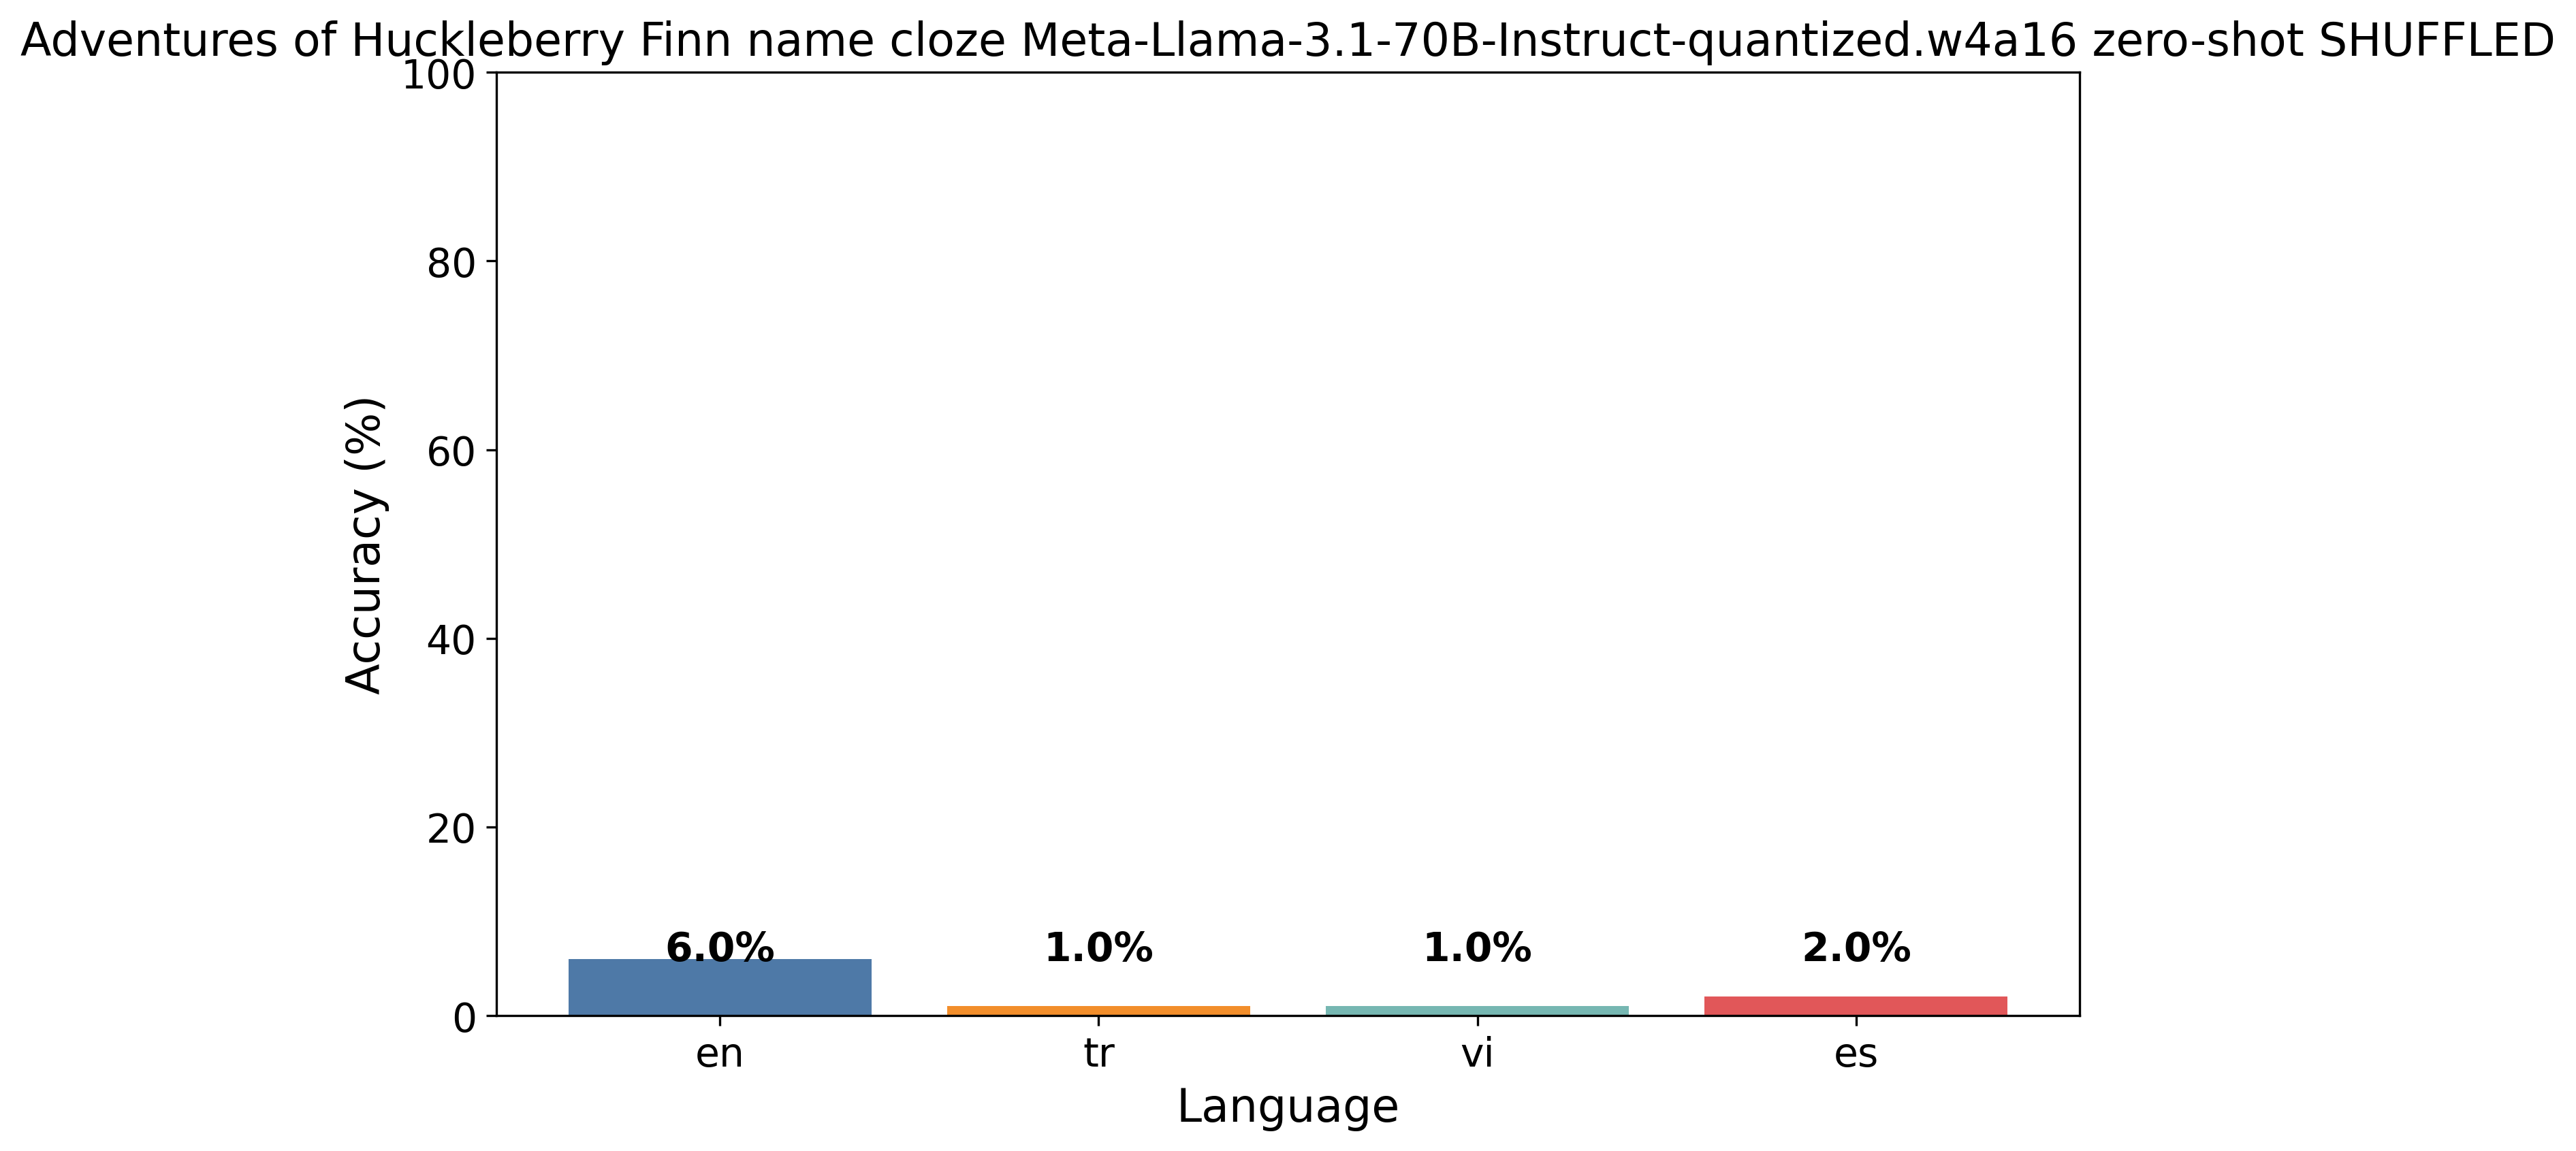 Adventures of Huckleberry Finn name cloze Meta-Llama-3.1-70B-Instruct-quantized.w4a16 zero-shot SHUFFLED
100
80
60
40
20
0
Accuracy (%)
6.0% 1.0% 1.0% 2.0%
en tr vi es
Language